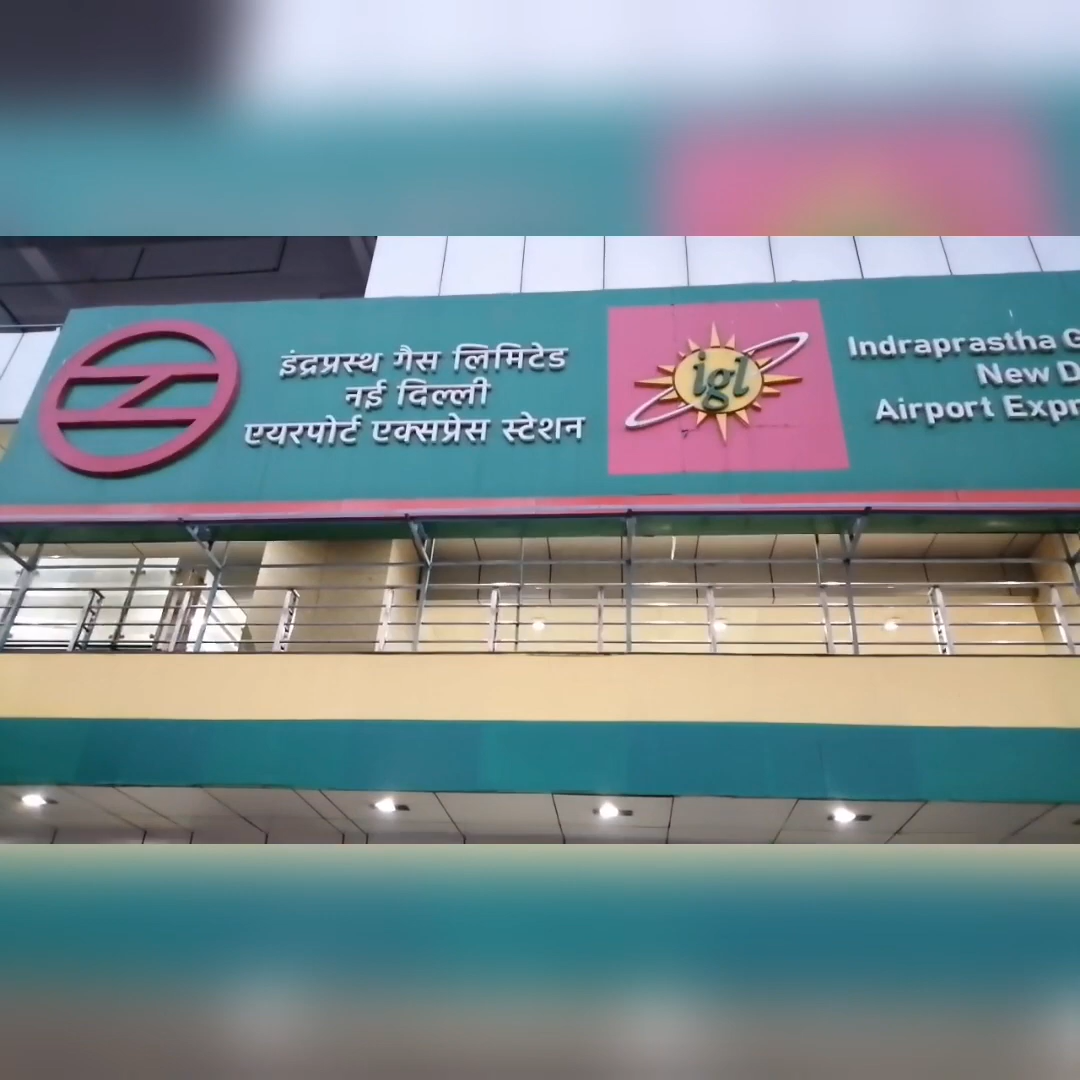 इंद्रप्रस्थ गैस लिमिटेड
नई दिल्ली
एयरपोर्ट एक्सप्रेस स्टेशन
igl
Indraprastha
New
Airport